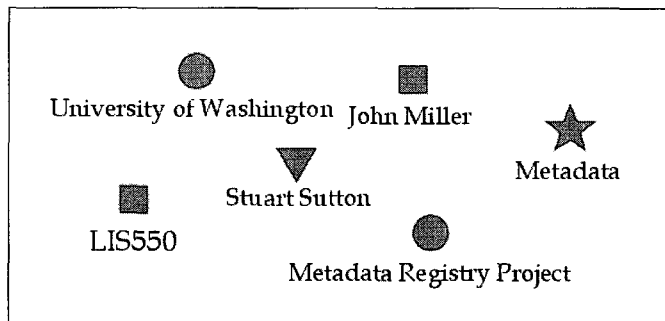 University of Washington
John Miller
Metadata
Stuart Sutton
LIS550
Metadata Registry Project